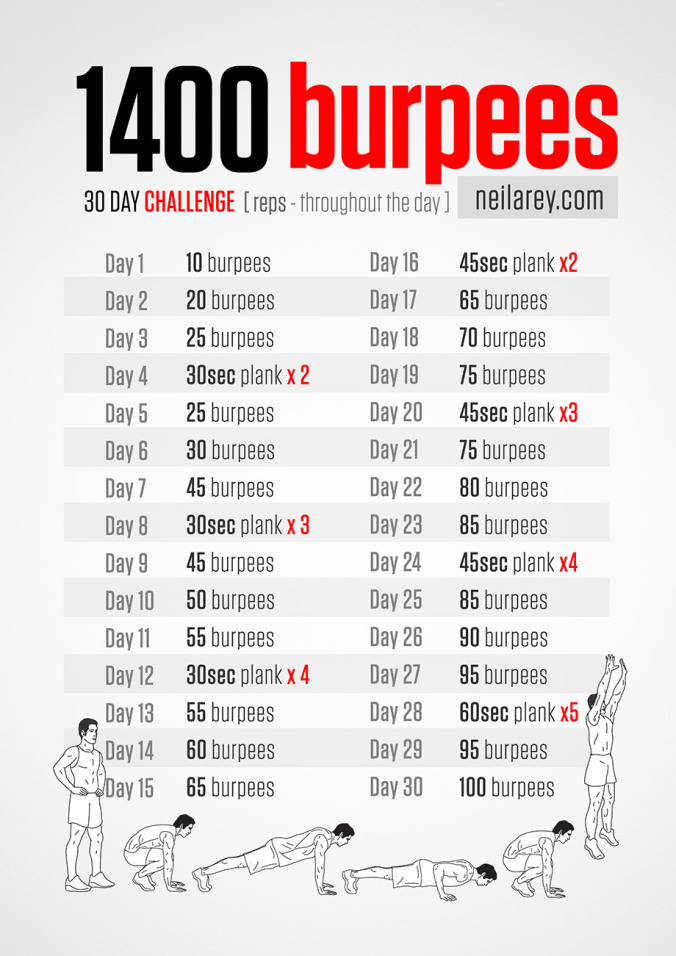 1400 burpees
30 DAY CHALLENGE [ reps - throughout the day ] neilarey.com
Day 1 10 burpees
Day 2 20 burpees
Day 3 25 burpees
Day 4 30sec plank x 2
Day 5 25 burpees
Day 6 30 burpees
Day 7 45 burpees
Day 8 30sec plank x 3
Day 9 45 burpees
Day 10 50 burpees
Day 11 55 burpees
Day 12 30sec plank x 4
Day 13 55 burpees
Day 14 60 burpees
Day 15 65 burpees
Day 16 45sec plank x2
Day 17 65 burpees
Day 18 70 burpees
Day 19 75 burpees
Day 20 45sec plank x3
Day 21 75 burpees
Day 22 80 burpees
Day 23 85 burpees
Day 24 45sec plank x4
Day 25 85 burpees
Day 26 90 burpees
Day 27 95 burpees
Day 28 60sec plank x5
Day 29 95 burpees
Day 30 100 burpees